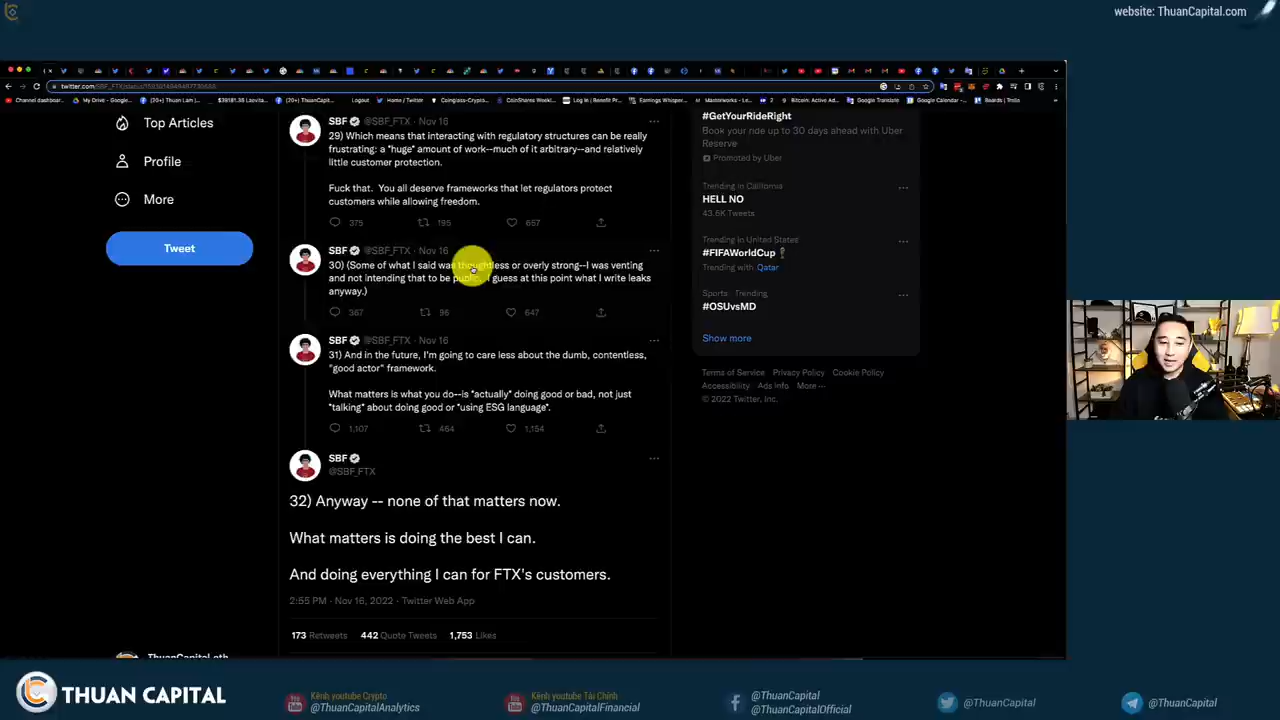 website: ThuanCapital.com
Top Articles
Profile
More
Tweet
ThuanCapital.eth
SBF @SBF_FTX · Nov 16
29) Which means that interacting with regulatory structures can be really
frustrating: a *huge* amount of work--much of it arbitrary--and relatively
little customer protection.
Fuck that.  You all deserve frameworks that let regulators protect
customers while allowing freedom.
375 195 657
SBF @SBF_FTX · Nov 16
30) (Some of what I said was thoughtless or overly strong--I was venting
and not intending that to be public. I guess at this point what I write leaks
anyway.)
367 96 647
SBF @SBF_FTX · Nov 16
31) And in the future, I'm going to care less about the dumb, contentless,
"good actor" framework.
What matters is what you do--is *actually* doing good or bad, not just
*talking* about doing good or *using ESG language*.
1,107 464 1,154
SBF
@SBF_FTX
32) Anyway -- none of that matters now.
What matters is doing the best I can.
And doing everything I can for FTX's customers.
2:55 PM · Nov 16, 2022 · Twitter Web App
173 Retweets 442 Quote Tweets 1,753 Likes
#GetYourRideRight
Book your ride up to 30 days ahead with Uber
Reserve
Promoted by Uber
Trending in California
HELL NO
43.6K Tweets
Trending in United States
#FIFAWorldCup
Trending with Qatar
Sports · Trending
#OSUvsMD
Show more
Terms of Service Privacy Policy Cookie Policy
Accessibility Ads info More ···
© 2022 Twitter, Inc.
THUAN CAPITAL
Kênh youtube Crypto
@ThuanCapitalAnalytics
Kênh youtube Tài Chính
@ThuanCapitalFinancial
@ThuanCapital
@ThuanCapitalOfficial
@ThuanCapital
@ThuanCapital